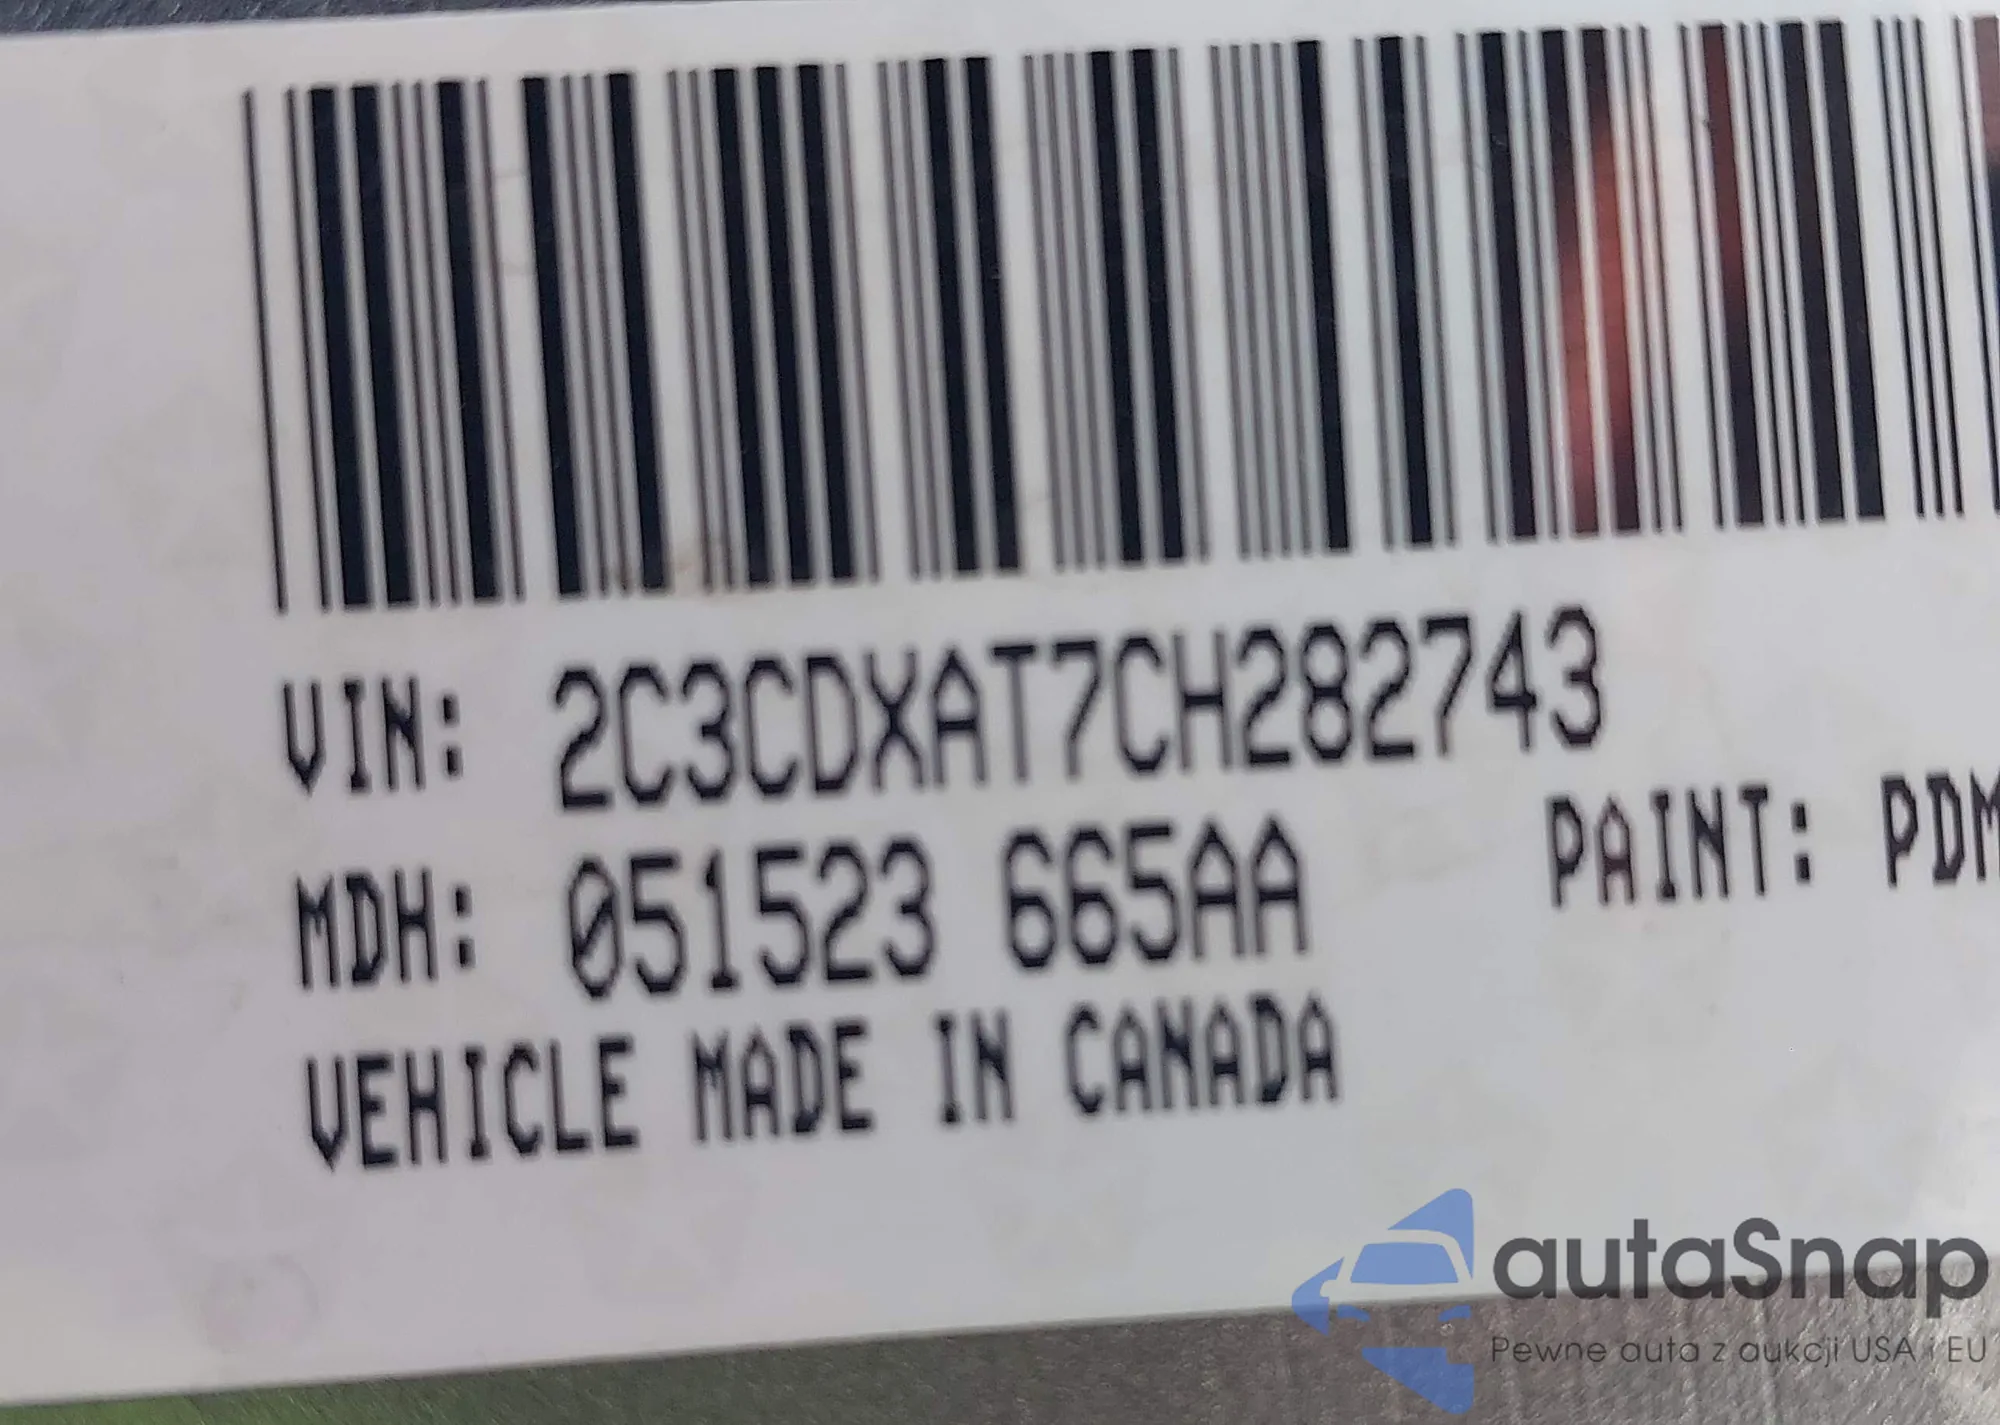 VIN: 2C3CDXAT7CH282743
MDH: 051523 665AA PAINT: PDM
VEHICLE MADE IN CANADA
autaSnap
Pewne auta z aukcji USA i EU